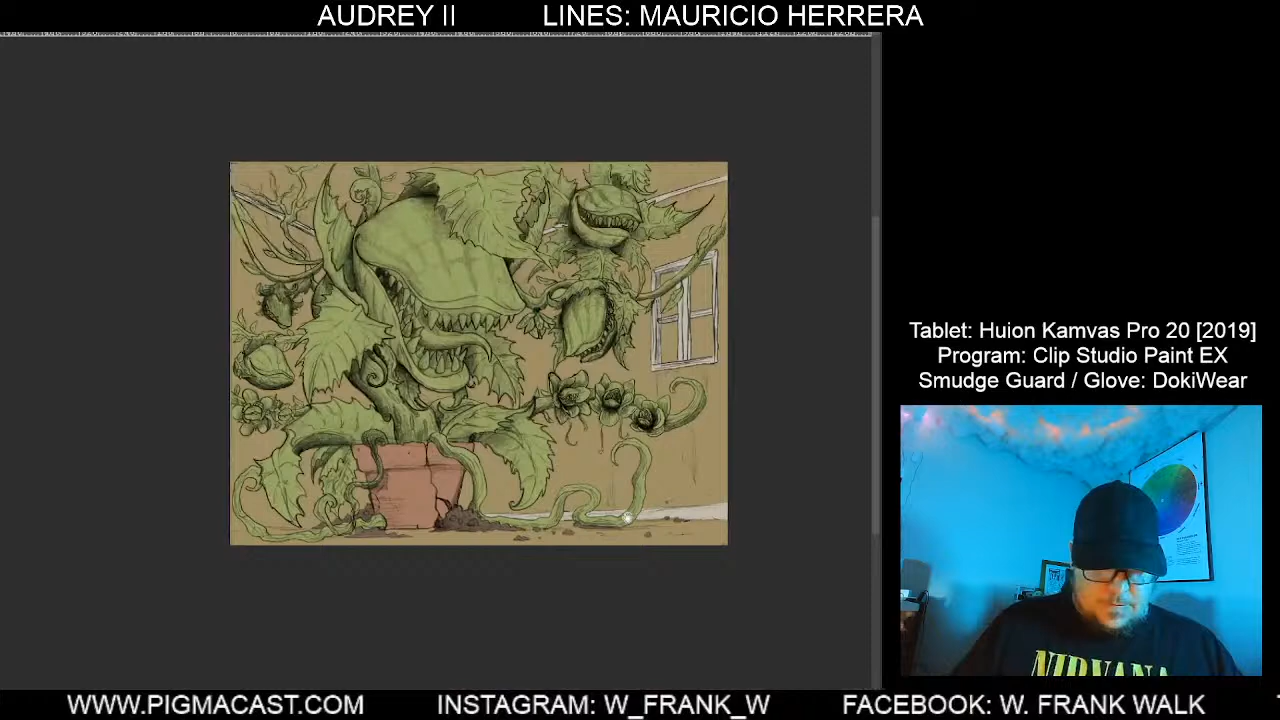 AUDREY II LINES: MAURICIO HERRERA
Tablet: Huion Kamvas Pro 20 [2019]
Program: Clip Studio Paint EX
Smudge Guard / Glove: DokiWear
NIRVANA
WWW.PIGMACAST.COM INSTAGRAM: W_FRANK_W FACEBOOK: W. FRANK WALK